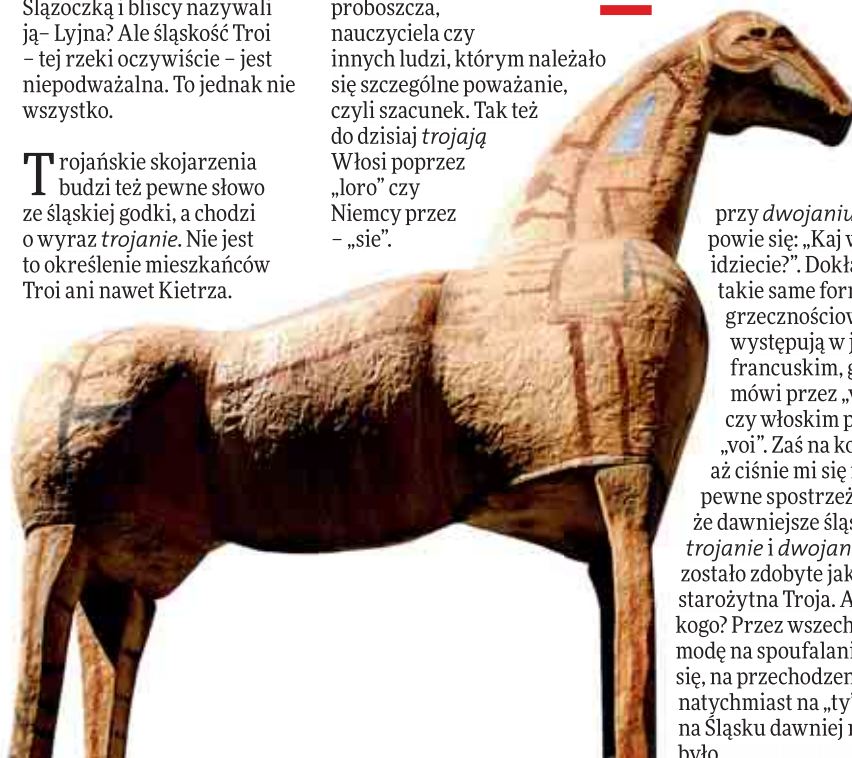 Ślązoczką i bliscy nazywali
ją– Lyjna? Ale śląskość Troi
– tej rzeki oczywiście – jest
niepodważalna. To jednak nie
wszystko.
Trojańskie skojarzenia
budzi też pewne słowo
ze śląskiej godki, a chodzi
o wyraz trojanie. Nie jest
to określenie mieszkańców
Troi ani nawet Kietrza.
proboszcza,
nauczyciela czy
innych ludzi, którym należało
się szczególne poważanie,
czyli szacunek. Tak też
do dzisiaj trojają
Włosi poprzez
„loro” czy
Niemcy przez
– „sie”.
przy dwojaniu
powie się: „Kaj
idziecie?”. Dokła
takie same for
grzecznościow
występują w j
francuskim, g
mówi przez „v
czy włoskim p
„voi”. Zaś na ko
aż ciśnie mi się
pewne spostrzeż
że dawniejsze śląs
trojanie i dwojan
zostało zdobyte jak
starożytna Troja. A
kogo? Przez wszech
modę na spoufalani
się, na przechodzen
natychmiast na „ty”
na Śląsku dawniej
było